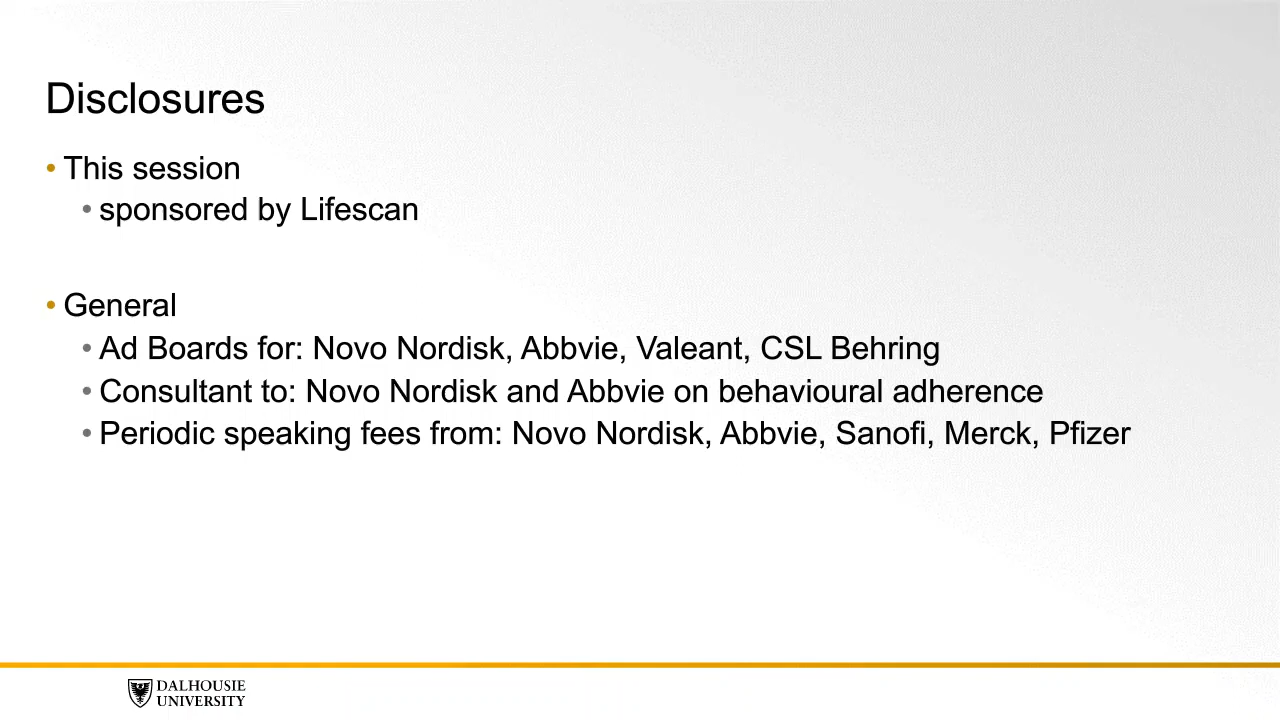 Disclosures
• This session
• sponsored by Lifescan
• General
• Ad Boards for: Novo Nordisk, Abbvie, Valeant, CSL Behring
• Consultant to: Novo Nordisk and Abbvie on behavioural adherence
• Periodic speaking fees from: Novo Nordisk, Abbvie, Sanofi, Merck, Pfizer
DALHOUSIE
UNIVERSITY